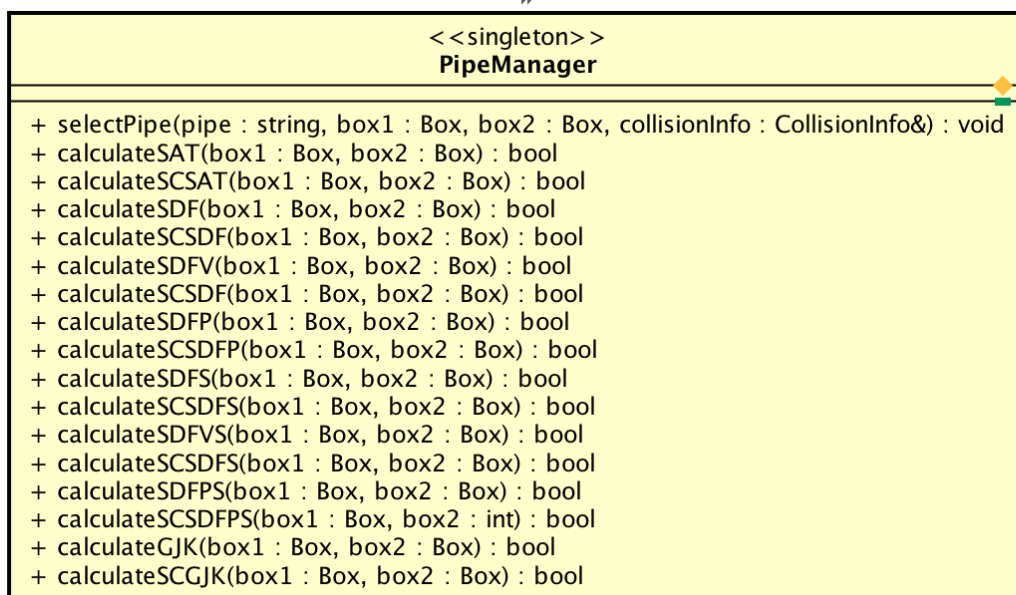 <<singleton>>
PipeManager
+ selectPipe(pipe : string, box1 : Box, box2 : Box, collisionInfo : CollisionInfo&) : void
+ calculateSAT(box1 : Box, box2 : Box) : bool
+ calculateSCSAT(box1 : Box, box2 : Box) : bool
+ calculateSDF(box1 : Box, box2 : Box) : bool
+ calculateSCSDF(box1 : Box, box2 : Box) : bool
+ calculateSDFV(box1 : Box, box2 : Box) : bool
+ calculateSCSDF(box1 : Box, box2 : Box) : bool
+ calculateSDFP(box1 : Box, box2 : Box) : bool
+ calculateSCSDFP(box1 : Box, box2 : Box) : bool
+ calculateSDFS(box1 : Box, box2 : Box) : bool
+ calculateSCSDFS(box1 : Box, box2 : Box) : bool
+ calculateSDFVS(box1 : Box, box2 : Box) : bool
+ calculateSCSDFS(box1 : Box, box2 : Box) : bool
+ calculateSDFPS(box1 : Box, box2 : Box) : bool
+ calculateSCSDFPS(box1 : Box, box2 : int) : bool
+ calculateGJK(box1 : Box, box2 : Box) : bool
+ calculateSCGJK(box1 : Box, box2 : Box) : bool